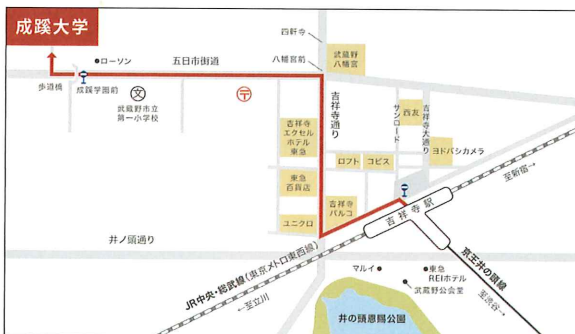 成蹊大学
四軒寺
武蔵野
八幡宮
ローソン
五日市街道
八幡宮前
歩道橋
成蹊学園前
文
武蔵野市立
第一小学校
〒
吉祥寺通り
サンロード
西友
吉祥寺大通り
吉祥寺
エクセル
ホテル
東急
ヨドバシカメラ
ロフト
コピス
至新宿→
東急
百貨店
吉祥寺
パルコ
ユニクロ
吉祥寺駅
井ノ頭通り
JR中央・総武線(東京メトロ東西線)
←至立川
京王井の頭線
至渋谷→
マルイ
東急
REIホテル
武蔵野公会堂
井の頭恩賜公園